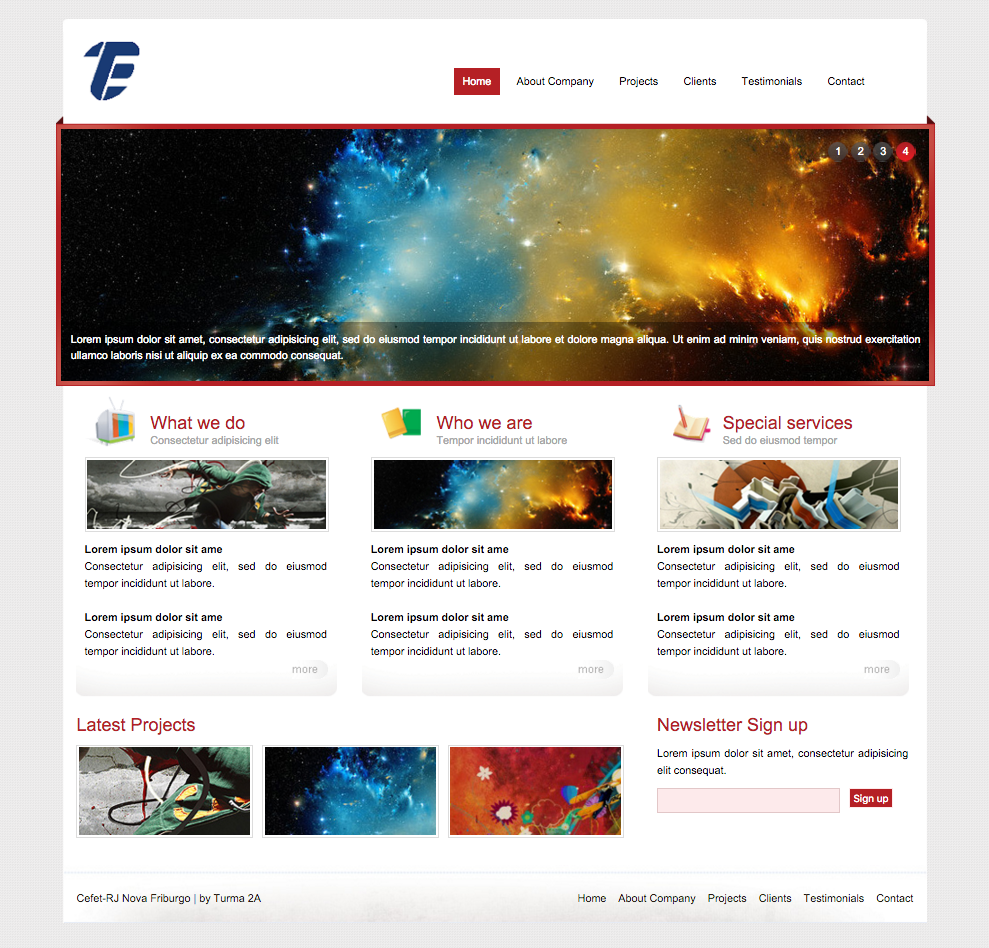 Home About Company Projects Clients Testimonials Contact
1 2 3 4
Lorem ipsum dolor sit amet, consectetur adipisicing elit, sed do eiusmod tempor incididunt ut labore et dolore magna aliqua. Ut enim ad minim veniam, quis nostrud exercitation
ullamco laboris nisi ut aliquip ex ea commodo consequat.
What we do
Consectetur adipisicing elit
Lorem ipsum dolor sit ame
Consectetur adipisicing elit, sed do eiusmod
tempor incididunt ut labore.
Lorem ipsum dolor sit ame
Consectetur adipisicing elit, sed do eiusmod
tempor incididunt ut labore.
more
Who we are
Tempor incididunt ut labore
Lorem ipsum dolor sit ame
Consectetur adipisicing elit, sed do eiusmod
tempor incididunt ut labore.
Lorem ipsum dolor sit ame
Consectetur adipisicing elit, sed do eiusmod
tempor incididunt ut labore.
more
Special services
Sed do eiusmod tempor
Lorem ipsum dolor sit ame
Consectetur adipisicing elit, sed do eiusmod
tempor incididunt ut labore.
Lorem ipsum dolor sit ame
Consectetur adipisicing elit, sed do eiusmod
tempor incididunt ut labore.
more
Latest Projects
Newsletter Sign up
Lorem ipsum dolor sit amet, consectetur adipisicing
elit consequat.
Sign up
Cefet-RJ Nova Friburgo | by Turma 2A
Home About Company Projects Clients Testimonials Contact